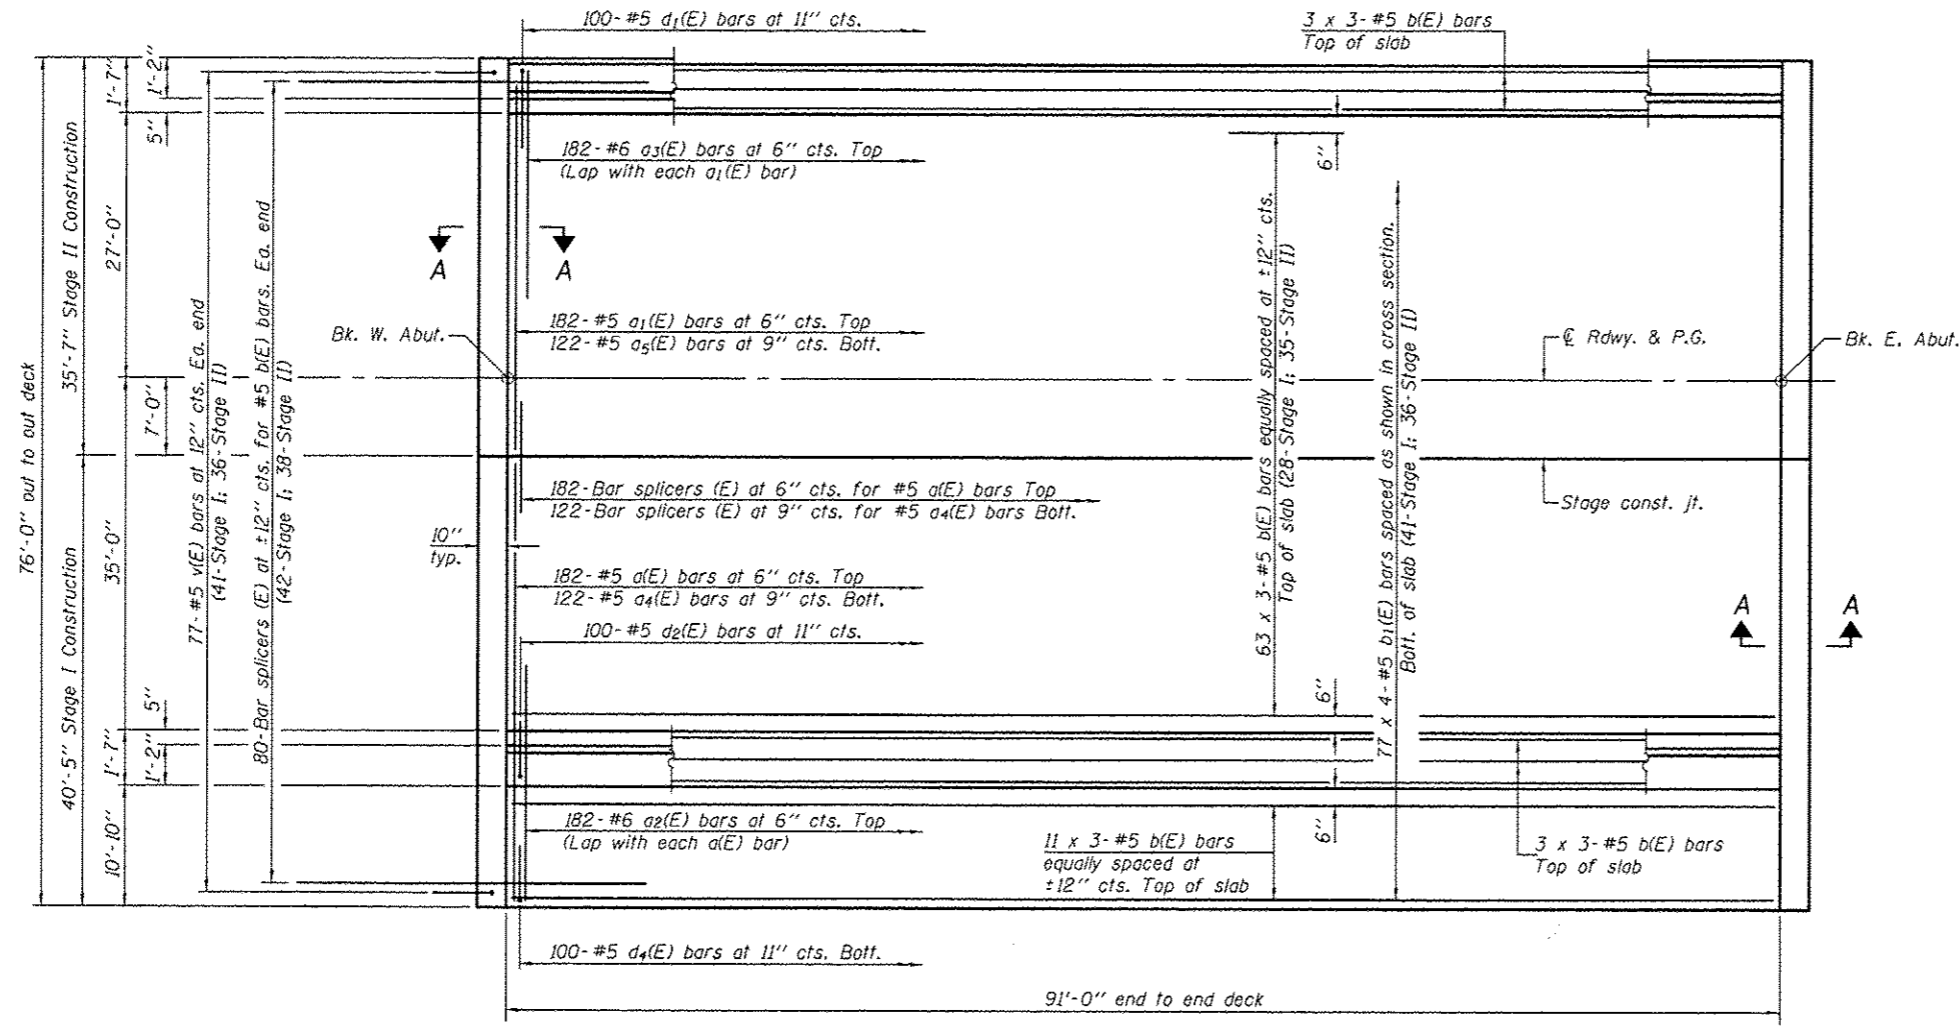 100-#5 d1(E) bars at 11" cts.
3 x 3-#5 b(E) bars
Top of slab
1'-7"
1'-2"
5"
182-#6 a3(E) bars at 6" cts. Top
(Lap with each a1(E) bar)
6"
A
A
27'-0"
35'-7" Stage II Construction
76'-0" out to out deck
77-#5 v(E) bars at 12" cts. Ea. end
(41-Stage I; 36-Stage II)
80-Bar splicers (E) at ±12" cts. for #5 b(E) bars. Ea. end
(42-Stage I; 38-Stage II)
Bk. W. Abut.
182-#5 a1(E) bars at 6" cts. Top
122-#5 a5(E) bars at 9" cts. Bott.
63 x 3-#5 b(E) bars equally spaced at ±12" cts.
Top of slab (28-Stage I; 35-Stage II)
77 x 4-#5 b1(E) bars spaced as shown in cross section.
Bott. of slab (41-Stage I; 36-Stage II)
℄ Rdwy. & P.G.
Bk. E. Abut.
7'-0"
182-Bar splicers (E) at 6" cts. for #5 a(E) bars Top
122-Bar splicers (E) at 9" cts. for #5 a4(E) bars Bott.
Stage const. jt.
10"
typ.
35'-0"
40'-5" Stage I Construction
182-#5 a(E) bars at 6" cts. Top
122-#5 a4(E) bars at 9" cts. Bott.
100-#5 d2(E) bars at 11" cts.
A
A
5"
1'-7"
1'-2"
6"
10'-10"
182-#6 a2(E) bars at 6" cts. Top
(Lap with each a(E) bar)
11 x 3-#5 b(E) bars
equally spaced at
±12" cts. Top of slab
6"
3 x 3-#5 b(E) bars
Top of slab
100-#5 d4(E) bars at 11" cts. Bott.
91'-0" end to end deck